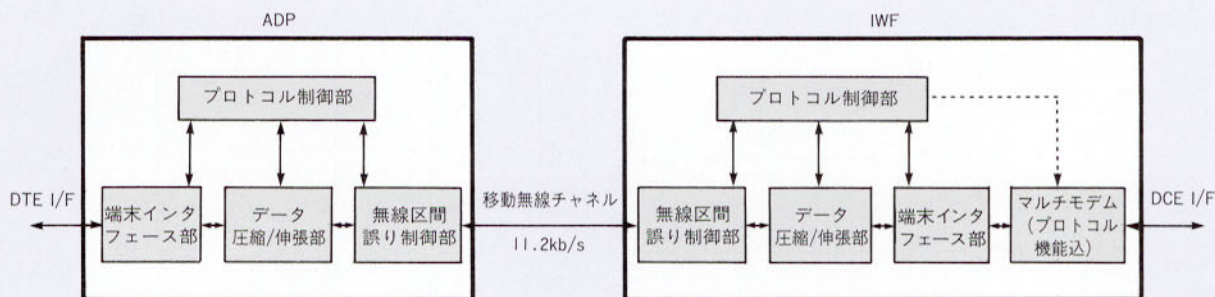 ADP
IWF
プロトコル制御部
プロトコル制御部
DTE I/F
端末インタ
フェース部
データ
圧縮/伸張部
無線区間
誤り制御部
移動無線チャネル
11.2kb/s
無線区間
誤り制御部
データ
圧縮/伸張部
端末インタ
フェース部
マルチモデム
(プロトコル
機能込)
DCE I/F